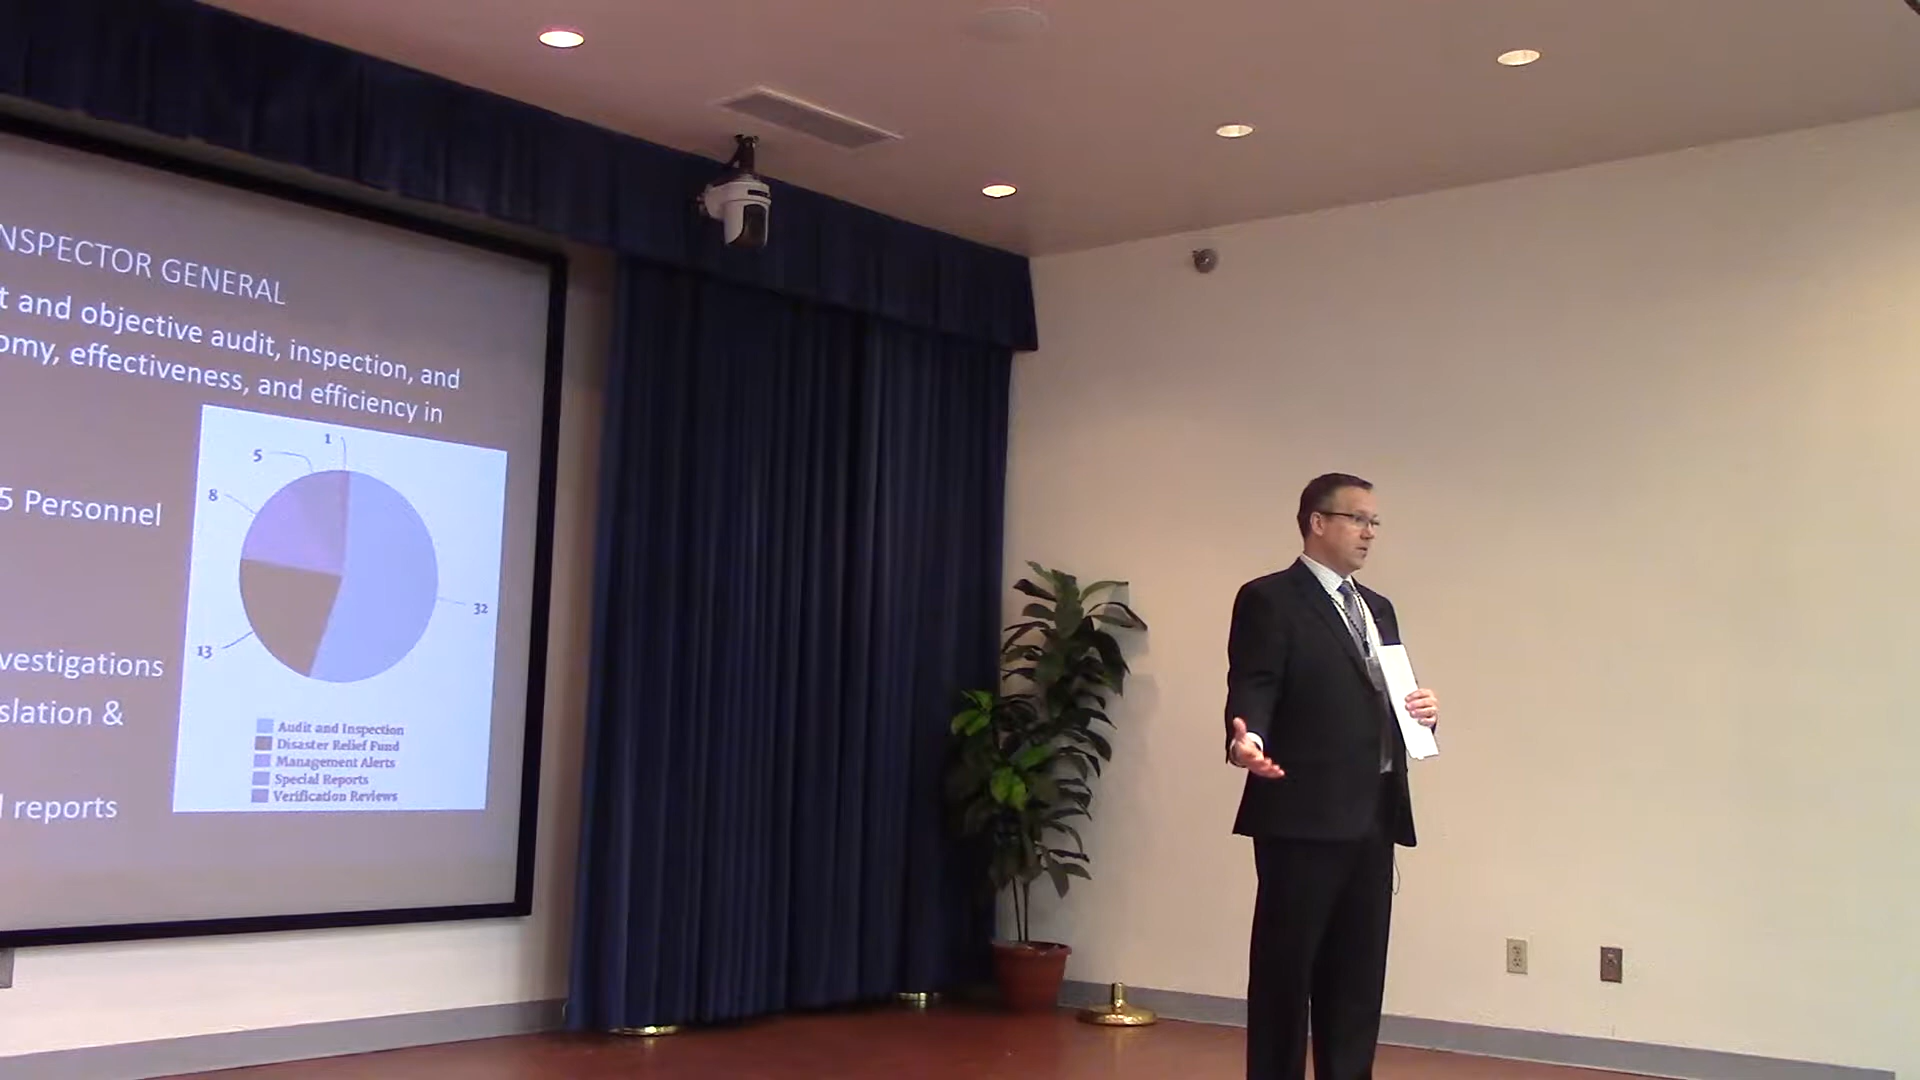 NSPECTOR GENERAL
t and objective audit, inspection, and
omy, effectiveness, and efficiency in
1
5
8
5 Personnel
32
13
vestigations
slation &
Audit and Inspection
Disaster Relief Fund
Management Alerts
Special Reports
Verification Reviews
reports